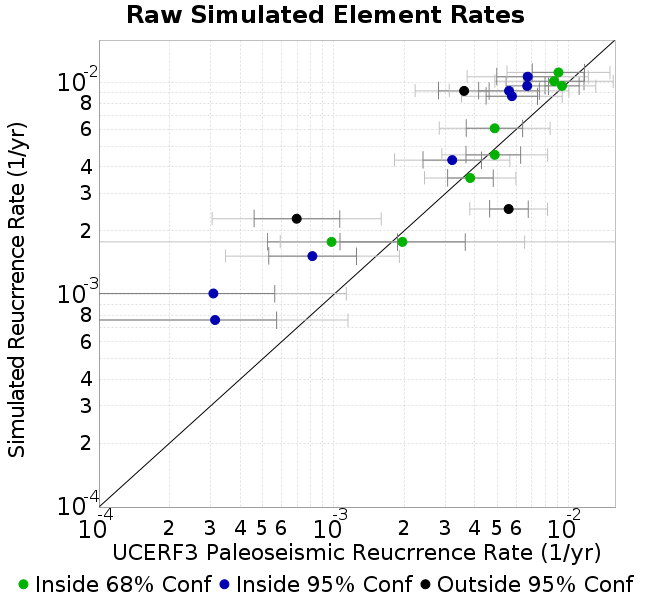 Raw Simulated Element Rates
Simulated Reucrrence Rate (1/yr)
10-2
8
6
4
3
2
10-3
8
6
4
3
2
10-4
10-4 2 3 4 5 6 10-3 2 3 4 5 6 10-2
UCERF3 Paleoseismic Reucrrence Rate (1/yr)
Inside 68% Conf Inside 95% Conf Outside 95% Conf